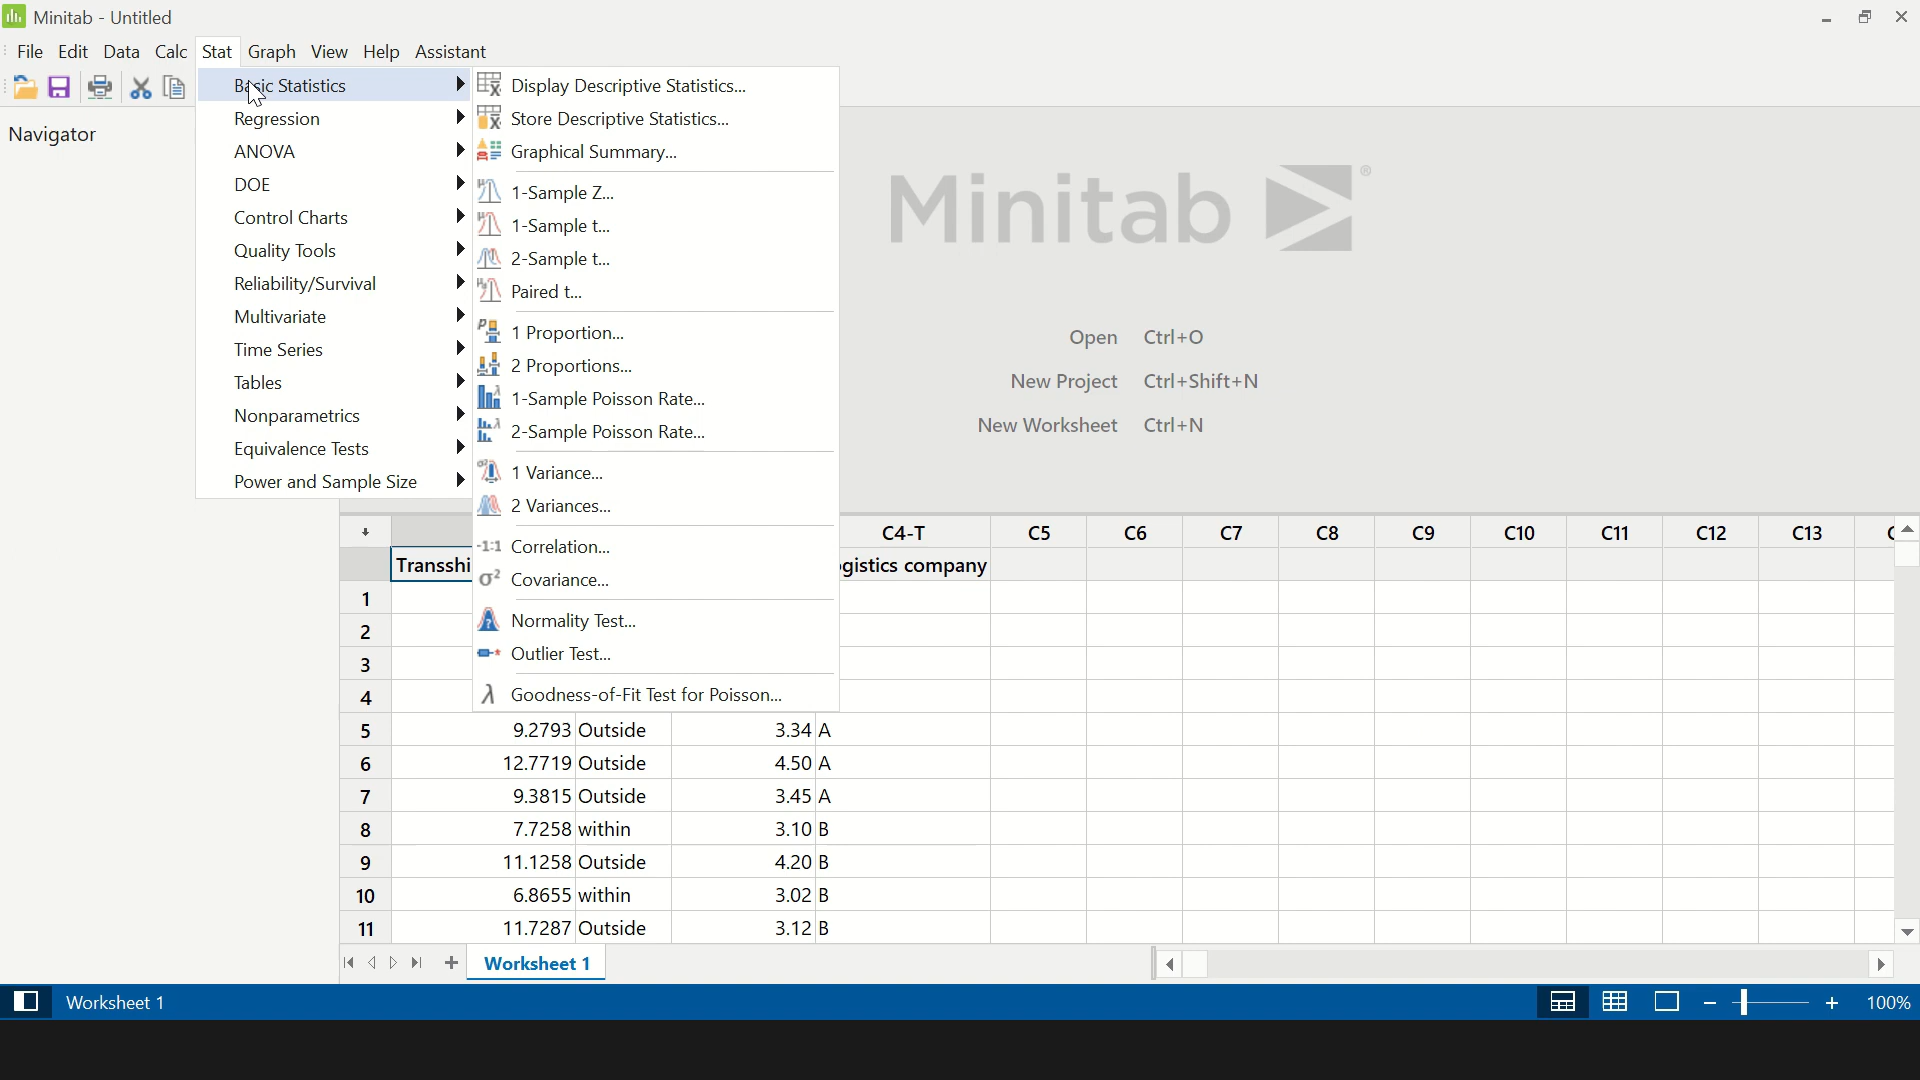 Minitab - Untitled
File Edit Data Calc Stat Graph View Help Assistant
Navigator
Basic Statistics
Regression
ANOVA
DOE
Control Charts
Quality Tools
Reliability/Survival
Multivariate
Time Series
Tables
Nonparametrics
Equivalence Tests
Power and Sample Size
Display Descriptive Statistics...
Store Descriptive Statistics...
Graphical Summary...
1-Sample Z...
1-Sample t...
2-Sample t...
Paired t...
1 Proportion...
2 Proportions...
1-Sample Poisson Rate...
2-Sample Poisson Rate...
1 Variance...
2 Variances...
Correlation...
Covariance...
Normality Test...
Outlier Test...
Goodness-of-Fit Test for Poisson...
Minitab ®
Open Ctrl+O
New Project Ctrl+Shift+N
New Worksheet Ctrl+N
C4-T C5 C6 C7 C8 C9 C10 C11 C12 C13
Transshi ogistics company
1
2
3
4
5 9.2793 Outside 3.34 A
6 12.7719 Outside 4.50 A
7 9.3815 Outside 3.45 A
8 7.7258 within 3.10 B
9 11.1258 Outside 4.20 B
10 6.8655 within 3.02 B
11 11.7287 Outside 3.12 B
Worksheet 1
Worksheet 1 100%